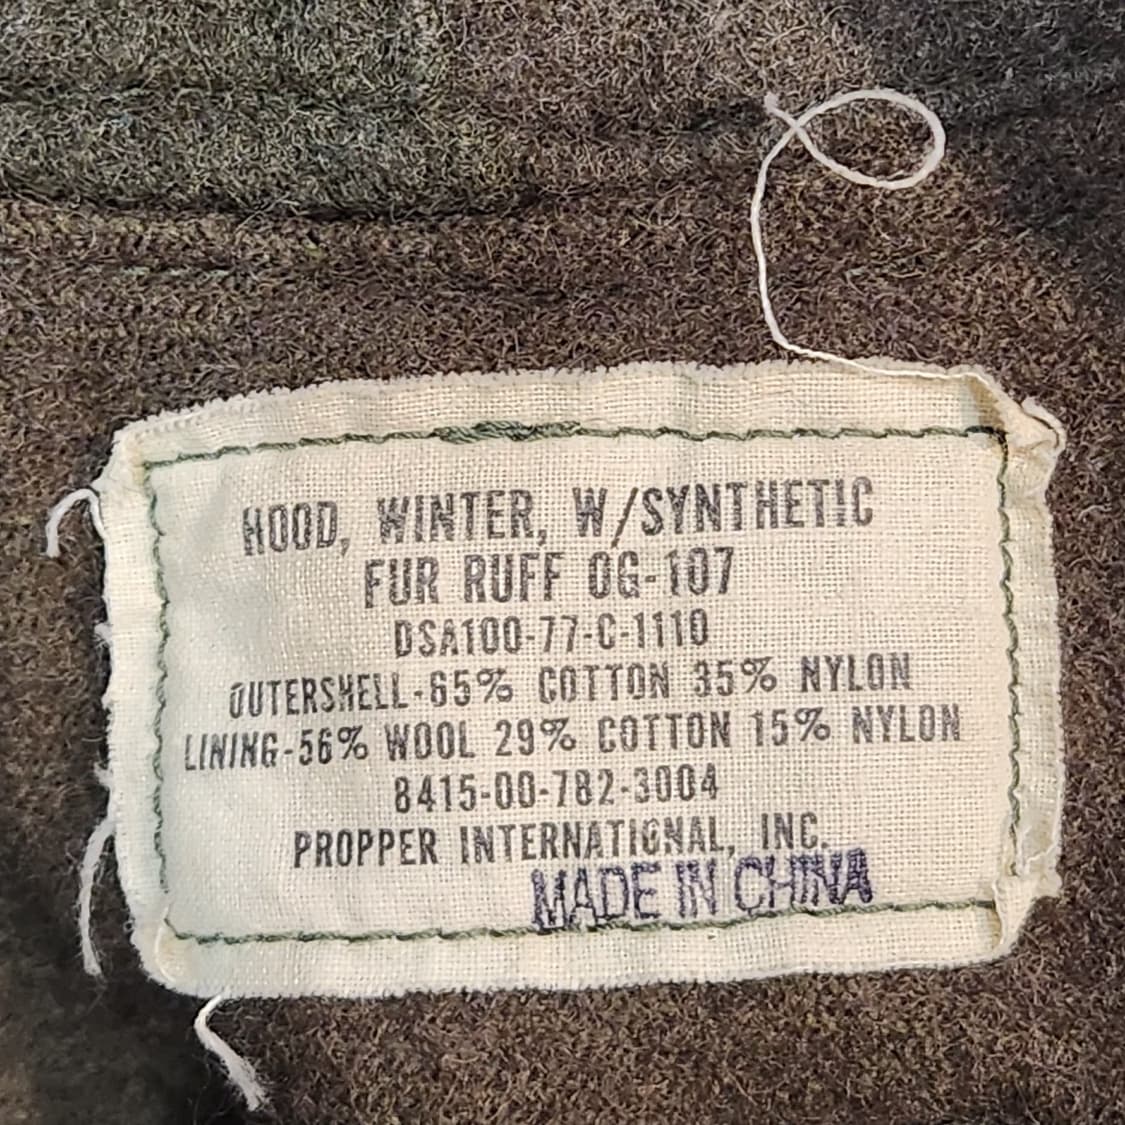 HOOD, WINTER, W/SYNTHETIC
FUR RUFF OG-107
DSA100-77-C-1110
OUTERSHELL-65% COTTON 35% NYLON
LINING-56% WOOL 29% COTTON 15% NYLON
8415-00-782-3004
PROPPER INTERNATIONAL, INC.
MADE IN CHINA